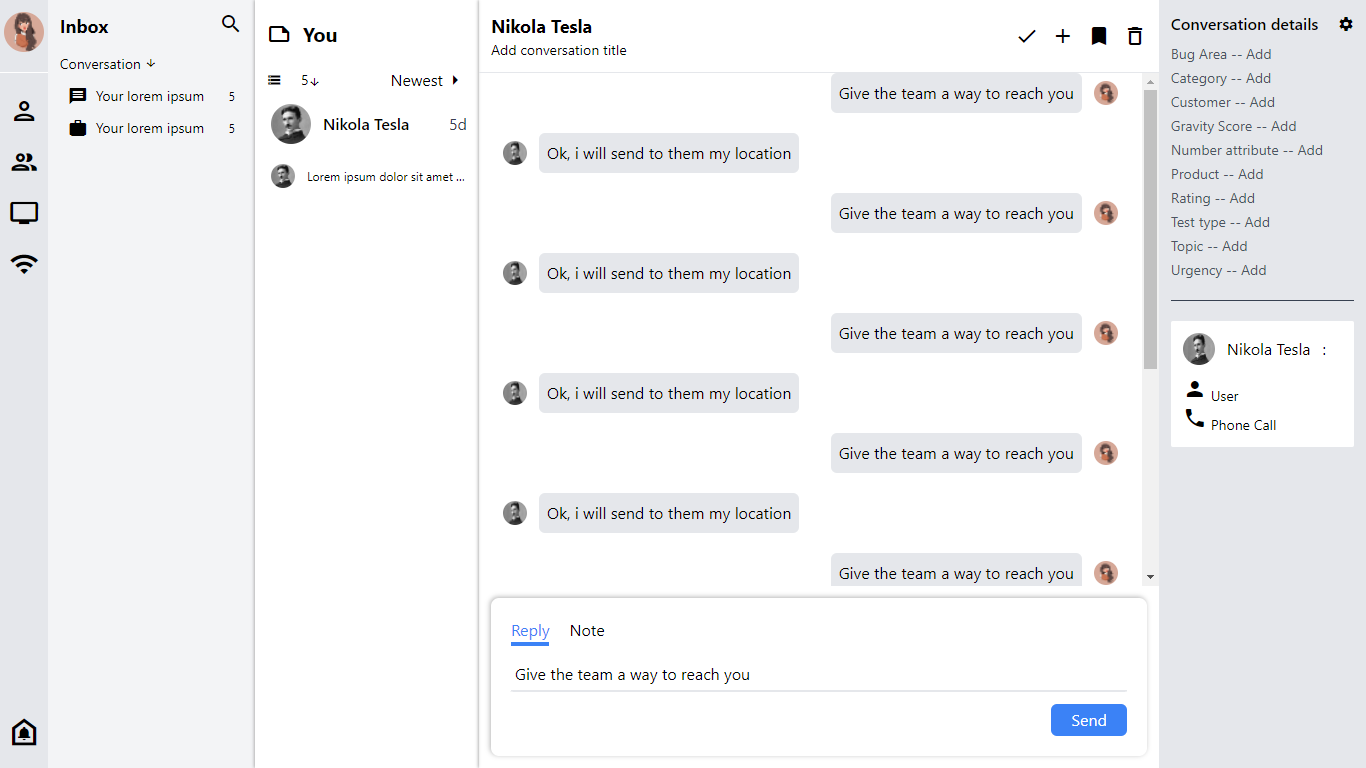 Inbox
Conversation
Your lorem ipsum 5
Your lorem ipsum 5
You
5 Newest
Nikola Tesla 5d
Lorem ipsum dolor sit amet ...
Nikola Tesla
Add conversation title
Give the team a way to reach you
Ok, i will send to them my location
Give the team a way to reach you
Ok, i will send to them my location
Give the team a way to reach you
Ok, i will send to them my location
Give the team a way to reach you
Ok, i will send to them my location
Give the team a way to reach you
Reply Note
Give the team a way to reach you
Send
Conversation details
Bug Area -- Add
Category -- Add
Customer -- Add
Gravity Score -- Add
Number attribute -- Add
Product -- Add
Rating -- Add
Test type -- Add
Topic -- Add
Urgency -- Add
Nikola Tesla :
User
Phone Call